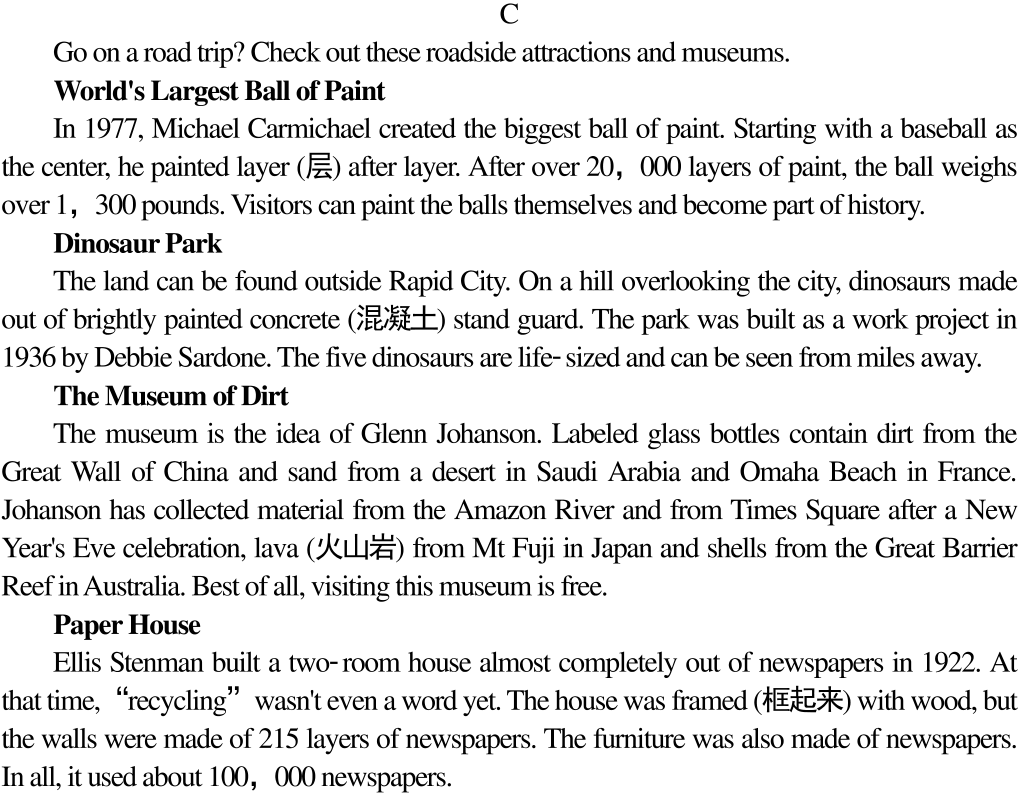 C
Go on a road trip? Check out these roadside attractions and museums.
World's Largest Ball of Paint
In 1977, Michael Carmichael created the biggest ball of paint. Starting with a baseball as
the center, he painted layer (层) after layer. After over 20，000 layers of paint, the ball weighs
over 1，300 pounds. Visitors can paint the balls themselves and become part of history.
Dinosaur Park
The land can be found outside Rapid City. On a hill overlooking the city, dinosaurs made
out of brightly painted concrete (混凝土) stand guard. The park was built as a work project in
1936 by Debbie Sardone. The five dinosaurs are life-sized and can be seen from miles away.
The Museum of Dirt
The museum is the idea of Glenn Johanson. Labeled glass bottles contain dirt from the
Great Wall of China and sand from a desert in Saudi Arabia and Omaha Beach in France.
Johanson has collected material from the Amazon River and from Times Square after a New
Year's Eve celebration, lava (火山岩) from Mt Fuji in Japan and shells from the Great Barrier
Reef in Australia. Best of all, visiting this museum is free.
Paper House
Ellis Stenman built a two-room house almost completely out of newspapers in 1922. At
that time, “recycling” wasn't even a word yet. The house was framed (框起来) with wood, but
the walls were made of 215 layers of newspapers. The furniture was also made of newspapers.
In all, it used about 100，000 newspapers.